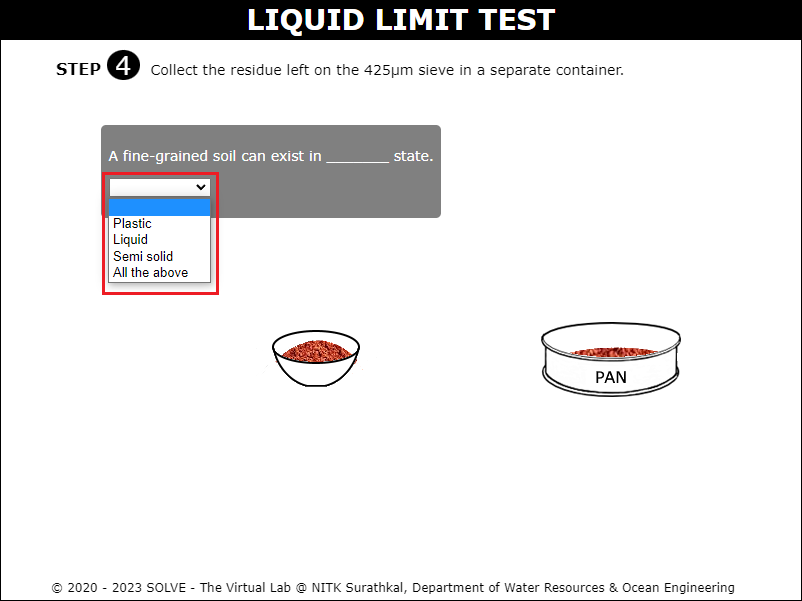 LIQUID LIMIT TEST
STEP 4 Collect the residue left on the 425µm sieve in a separate container.
A fine-grained soil can exist in ________ state.
Plastic
Liquid
Semi solid
All the above
PAN
© 2020 - 2023 SOLVE - The Virtual Lab @ NITK Surathkal, Department of Water Resources & Ocean Engineering